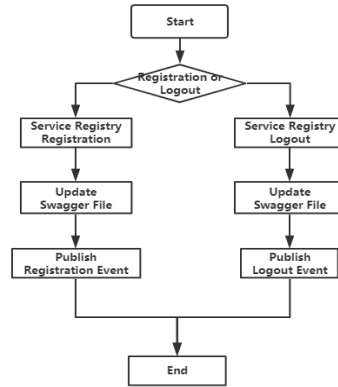 Start
Registration or
Logout
Service Registry
Registration
Service Registry
Logout
Update
Swagger File
Update
Swagger File
Publish
Registration Event
Publish
Logout Event
End